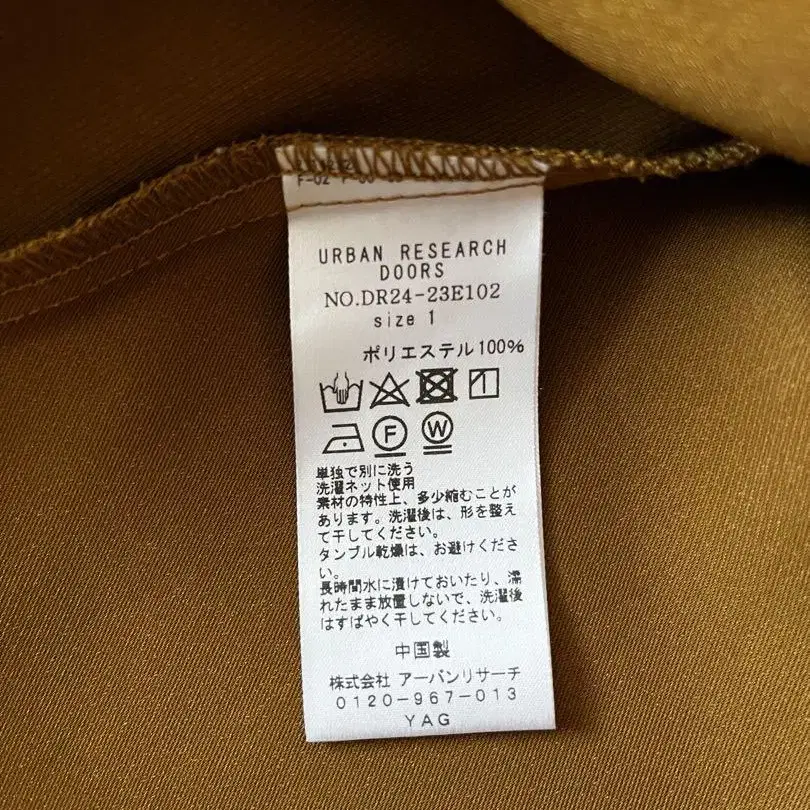 URBAN RESEARCH
DOORS
NO.DR24-23E102
size 1
ポリエステル100%
F
W
単独で別に洗う
洗濯ネット使用
素材の特性上、多少縮むことが
あります。洗濯後は、形を整え
て干してください。
タンブル乾燥は、お避けくださ
い。
長時間水に漬けておいたり、濡
れたまま放置しないで、洗濯後
はすばやく干してください。
中国製
株式会社 アーバンリサーチ
0120-967-013
YAG